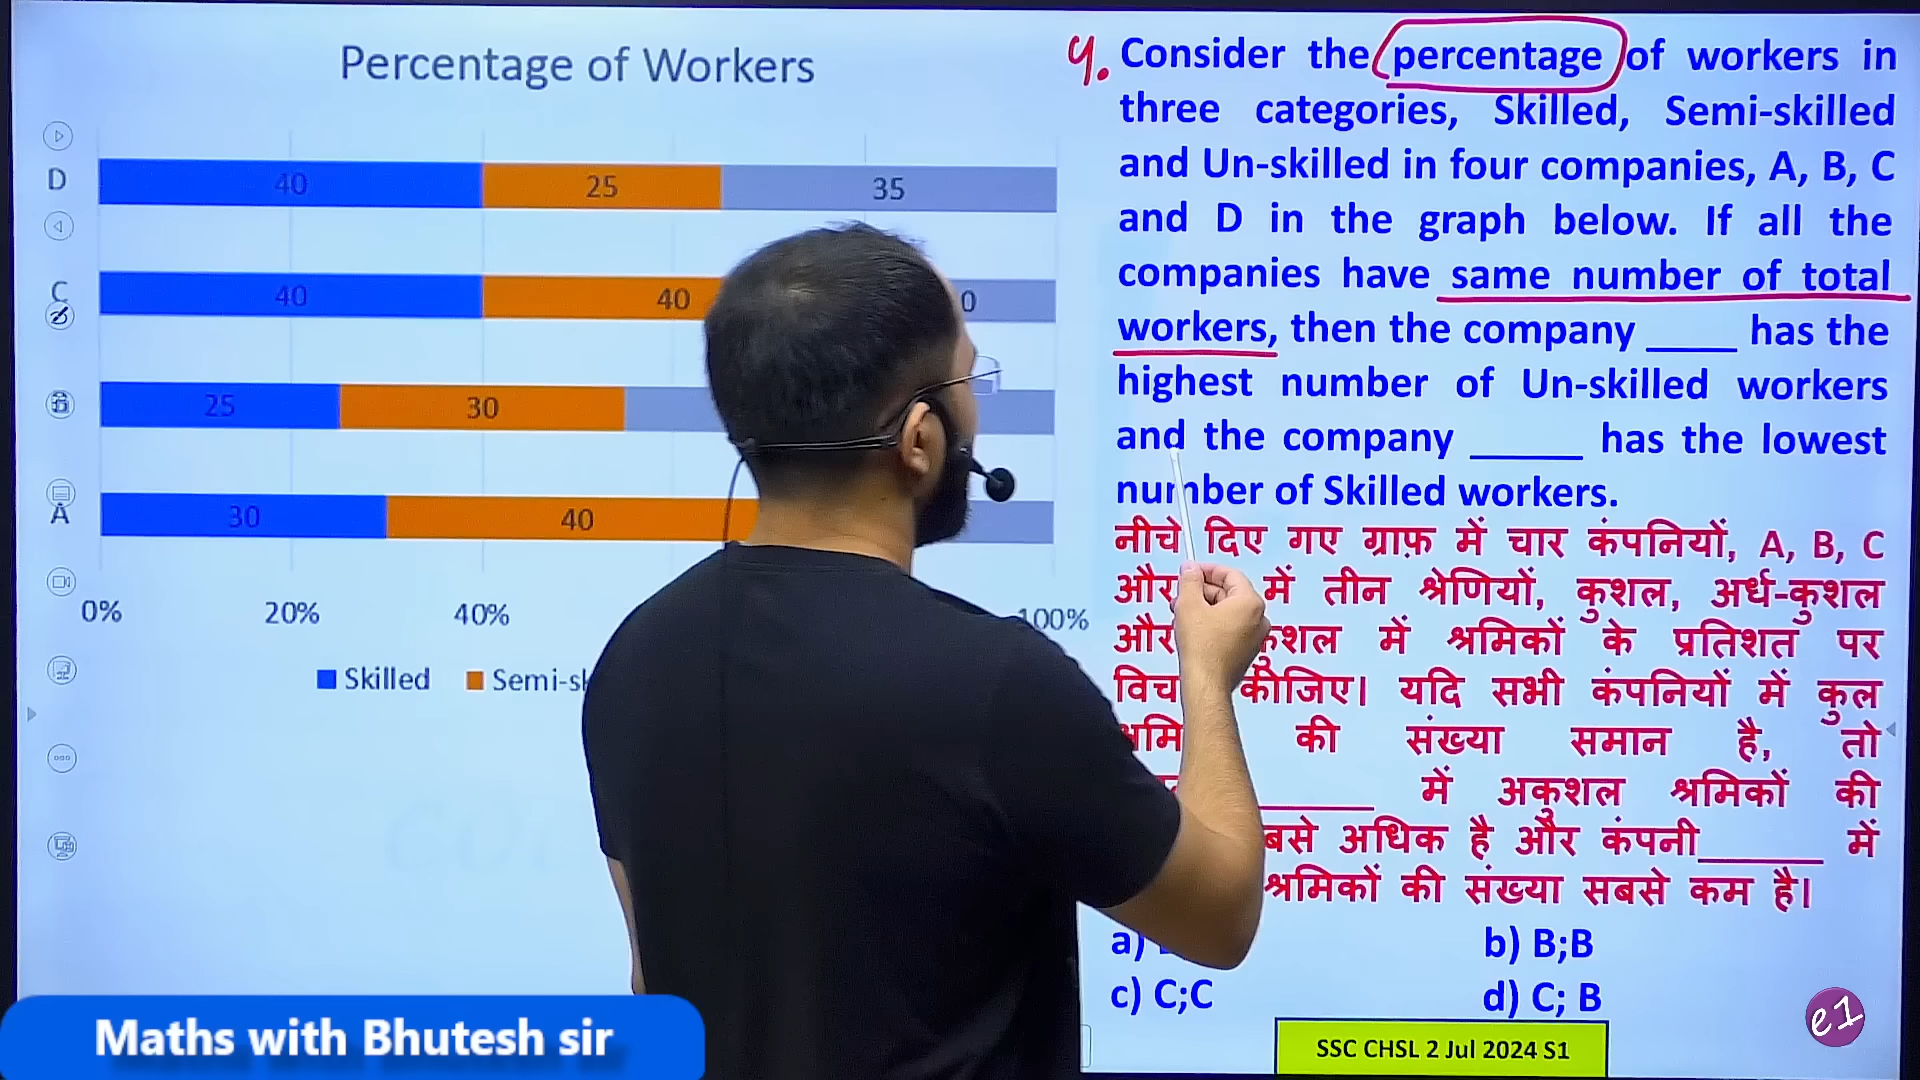 Percentage of Workers
D 40 25 35
C 40 40 0
25 30
A 30 40
0% 20% 40% 100%
Skilled
Maths with Bhutesh sir
4. Consider the percentage of workers in
three categories, Skilled, Semi-skilled
and Un-skilled in four companies, A, B, C
and D in the graph below. If all the
companies have same number of total
workers, then the company ____ has the
highest number of Un-skilled workers
and the company _____ has the lowest
number of Skilled workers.
नीचे दिए गए ग्राफ़ में चार कंपनियों, A, B, C
और में तीन श्रेणियों, कुशल, अर्ध-कुशल
और में श्रमिकों के प्रतिशत पर
कीजिए। यदि सभी कंपनियों में कुल
की संख्या समान है, तो
______ में अकुशल श्रमिकों की
अधिक है और कंपनी______ में
श्रमिकों की संख्या सबसे कम है।
a) b) B;B
c) C;C d) C; B
SSC CHSL 2 Jul 2024 S1
e1